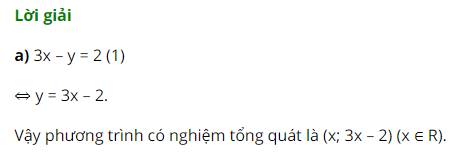 Lời giải
a) 3x – y = 2 (1)
⇔ y = 3x – 2.
Vậy phương trình có nghiệm tổng quát là (x; 3x – 2) (x ∈ R).